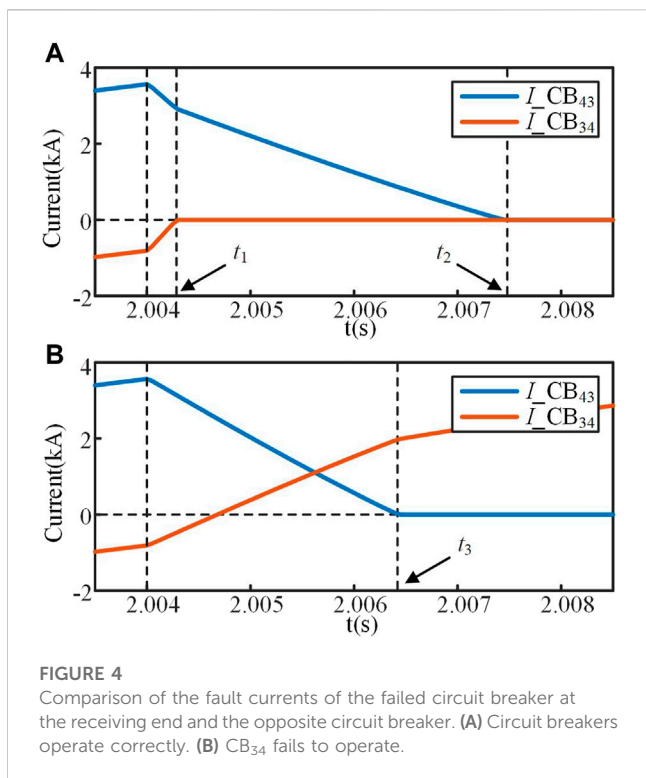 A
4
2
0
-2
Current(kA)
I_CB₄₃
I_CB₃₄
t₁
t₂
2.004 2.005 2.006 2.007 2.008
t(s)
B
4
2
0
-2
Current(kA)
I_CB₄₃
I_CB₃₄
t₃
2.004 2.005 2.006 2.007 2.008
t(s)
FIGURE 4
Comparison of the fault currents of the failed circuit breaker at
the receiving end and the opposite circuit breaker. (A) Circuit breakers
operate correctly. (B) CB₃₄ fails to operate.